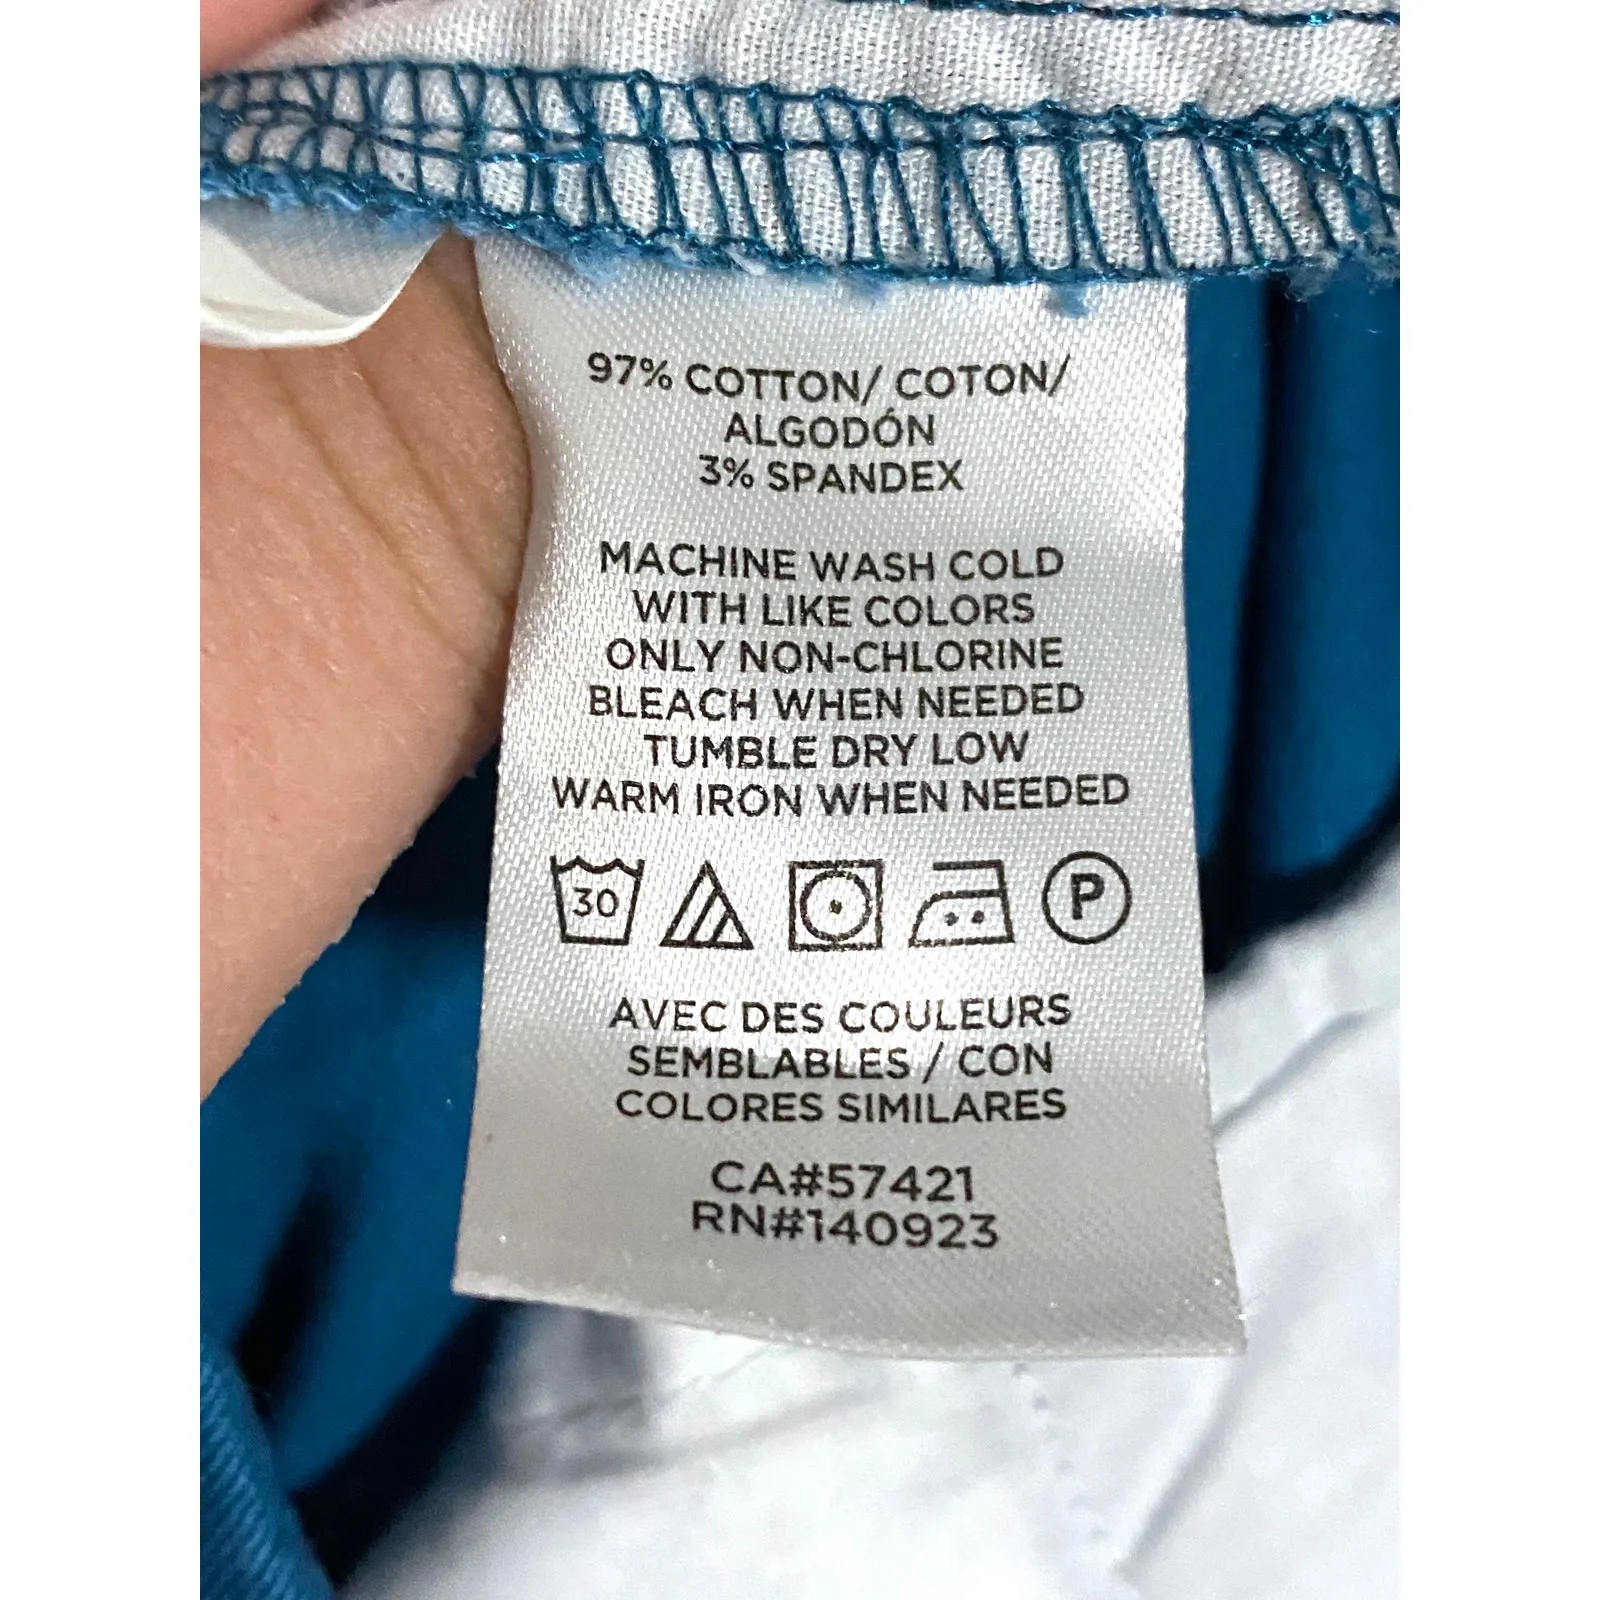 97% COTTON/ COTON/
ALGODÓN
3% SPANDEX
MACHINE WASH COLD
WITH LIKE COLORS
ONLY NON-CHLORINE
BLEACH WHEN NEEDED
TUMBLE DRY LOW
WARM IRON WHEN NEEDED
30 P
AVEC DES COULEURS
SEMBLABLES / CON
COLORES SIMILARES
CA#57421
RN#140923